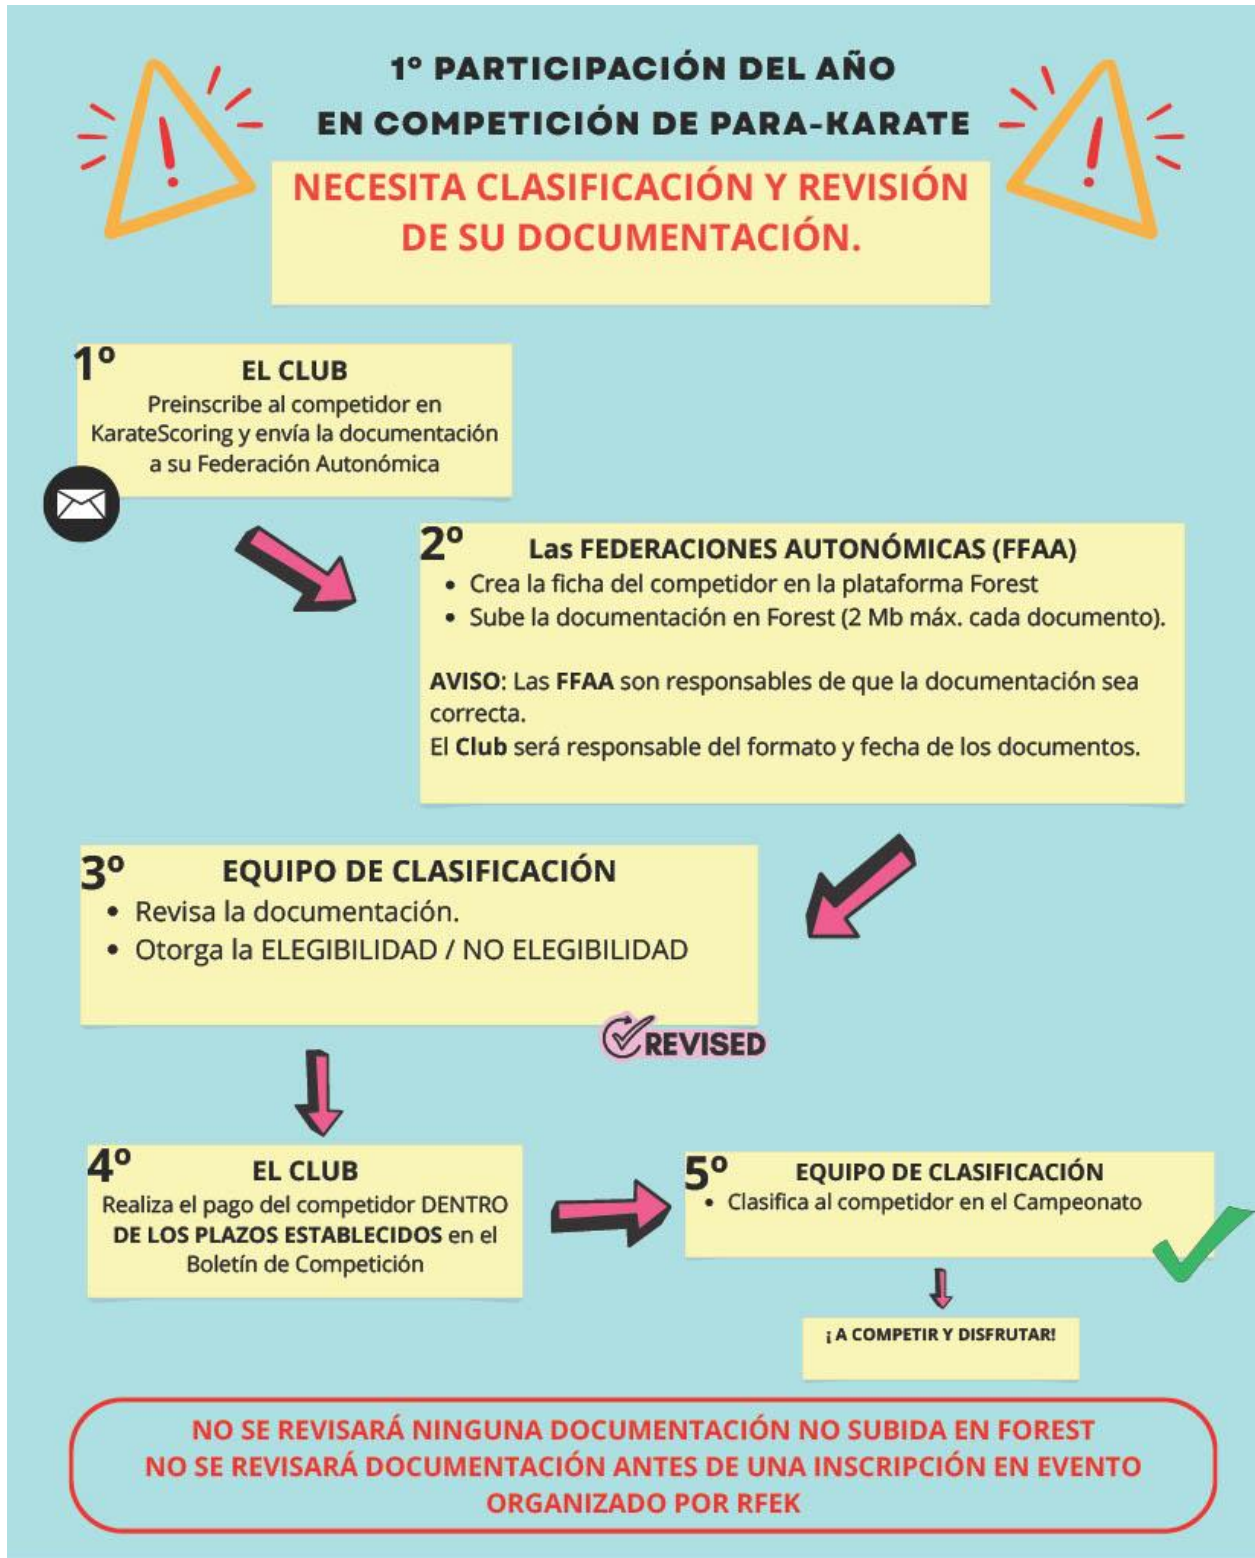 1º PARTICIPACIÓN DEL AÑO
EN COMPETICIÓN DE PARA-KARATE
NECESITA CLASIFICACIÓN Y REVISIÓN
DE SU DOCUMENTACIÓN.
1º
EL CLUB
Preinscribe al competidor en
KarateScoring y envía la documentación
a su Federación Autonómica
2º
Las FEDERACIONES AUTONÓMICAS (FFAA)
• Crea la ficha del competidor en la plataforma Forest
• Sube la documentación en Forest (2 Mb máx. cada documento).
AVISO: Las FFAA son responsables de que la documentación sea
correcta.
El Club será responsable del formato y fecha de los documentos.
3º
EQUIPO DE CLASIFICACIÓN
• Revisa la documentación.
• Otorga la ELEGIBILIDAD / NO ELEGIBILIDAD
REVISED
4º
EL CLUB
Realiza el pago del competidor DENTRO
DE LOS PLAZOS ESTABLECIDOS en el
Boletín de Competición
5º
EQUIPO DE CLASIFICACIÓN
• Clasifica al competidor en el Campeonato
¡ A COMPETIR Y DISFRUTAR!
NO SE REVISARÁ NINGUNA DOCUMENTACIÓN NO SUBIDA EN FOREST
NO SE REVISARÁ DOCUMENTACIÓN ANTES DE UNA INSCRIPCIÓN EN EVENTO
ORGANIZADO POR RFEK